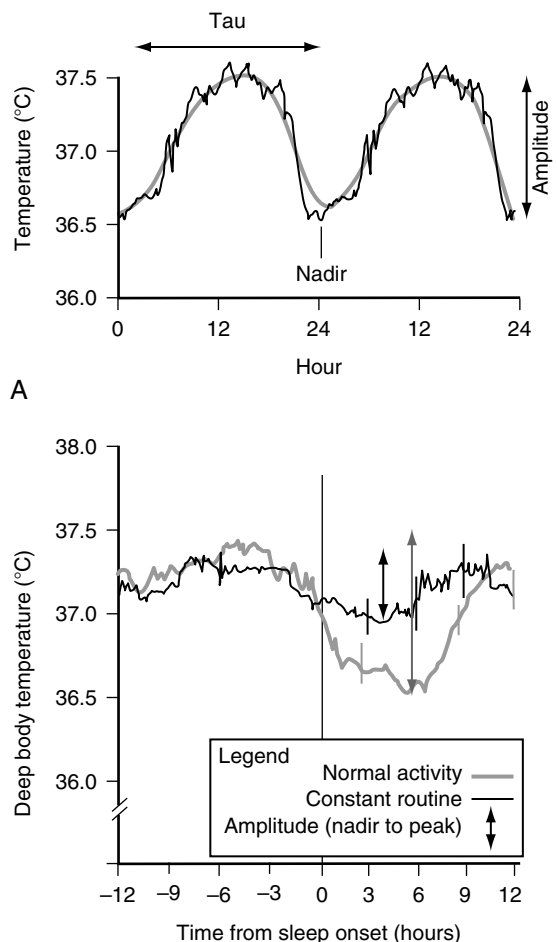 Tau
Temperature (°C)
37.5
37.0
36.5
36.0
Amplitude
Nadir
0 12 24 12 24
Hour
A
Deep body temperature (°C)
38.0
37.5
37.0
36.5
36.0
Legend
Normal activity
Constant routine
Amplitude (nadir to peak)
–12 –9 –6 –3 0 3 6 9 12
Time from sleep onset (hours)